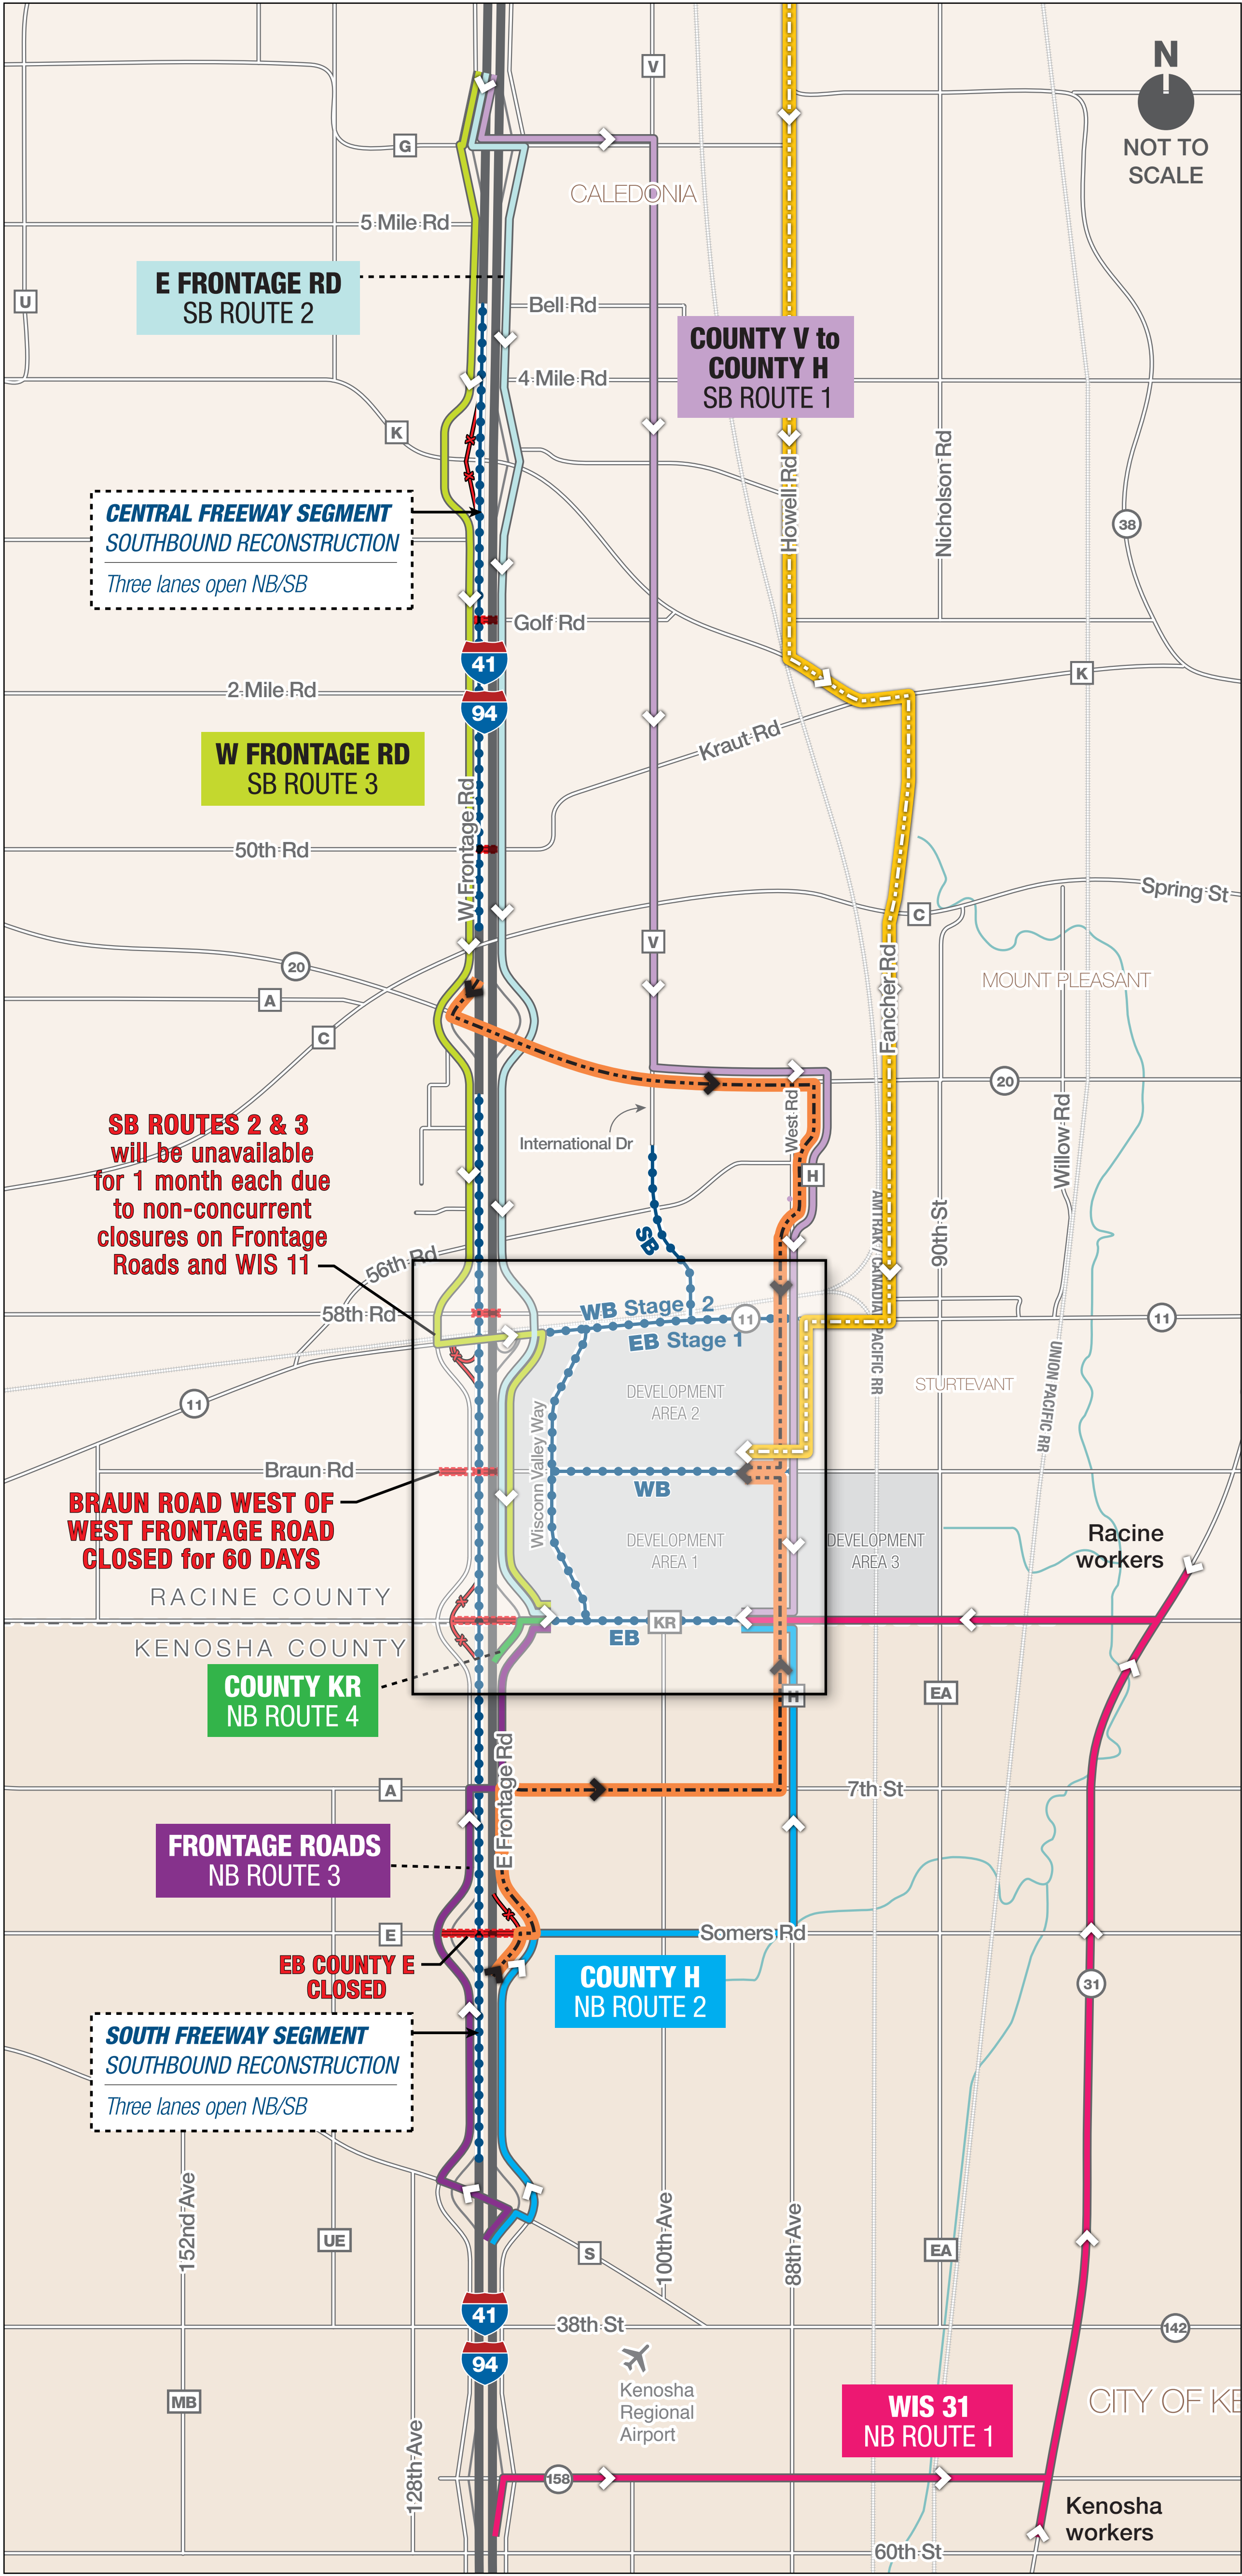 N
NOT TO
SCALE
V
G
CALEDONIA
5 Mile Rd
E FRONTAGE RD
SB ROUTE 2
U
Bell Rd
COUNTY V to
COUNTY H
SB ROUTE 1
4 Mile Rd
K
Howell Rd
Nicholson Rd
CENTRAL FREEWAY SEGMENT
SOUTHBOUND RECONSTRUCTION
Three lanes open NB/SB
38
Golf Rd
41
K
2 Mile Rd
94
Kraut Rd
W FRONTAGE RD
SB ROUTE 3
W Frontage Rd
50th Rd
Spring St
C
V
20
Fancher Rd
MOUNT PLEASANT
A
C
20
West Rd
Willow Rd
SB ROUTES 2 & 3
will be unavailable
for 1 month each due
to non-concurrent
closures on Frontage
Roads and WIS 11
International Dr
H
AMTRAK / CANADIAN PACIFIC RR
90th St
SB
56th Rd
58th Rd
WB Stage 2
11
EB Stage 1
11
UNION PACIFIC RR
DEVELOPMENT
AREA 2
STURTEVANT
11
Wisconn Valley Way
Braun Rd
WB
BRAUN ROAD WEST OF
WEST FRONTAGE ROAD
CLOSED for 60 DAYS
DEVELOPMENT
AREA 1
DEVELOPMENT
AREA 3
Racine
workers
RACINE COUNTY
KR
KENOSHA COUNTY
EB
COUNTY KR
NB ROUTE 4
H
EA
E Frontage Rd
A
7th St
FRONTAGE ROADS
NB ROUTE 3
E
Somers Rd
EB COUNTY E
CLOSED
COUNTY H
NB ROUTE 2
31
SOUTH FREEWAY SEGMENT
SOUTHBOUND RECONSTRUCTION
Three lanes open NB/SB
152nd Ave
UE
100th Ave
88th Ave
S
EA
41
38th St
142
94
Kenosha
Regional
Airport
MB
WIS 31
NB ROUTE 1
CITY OF KE
128th Ave
158
Kenosha
workers
60th St